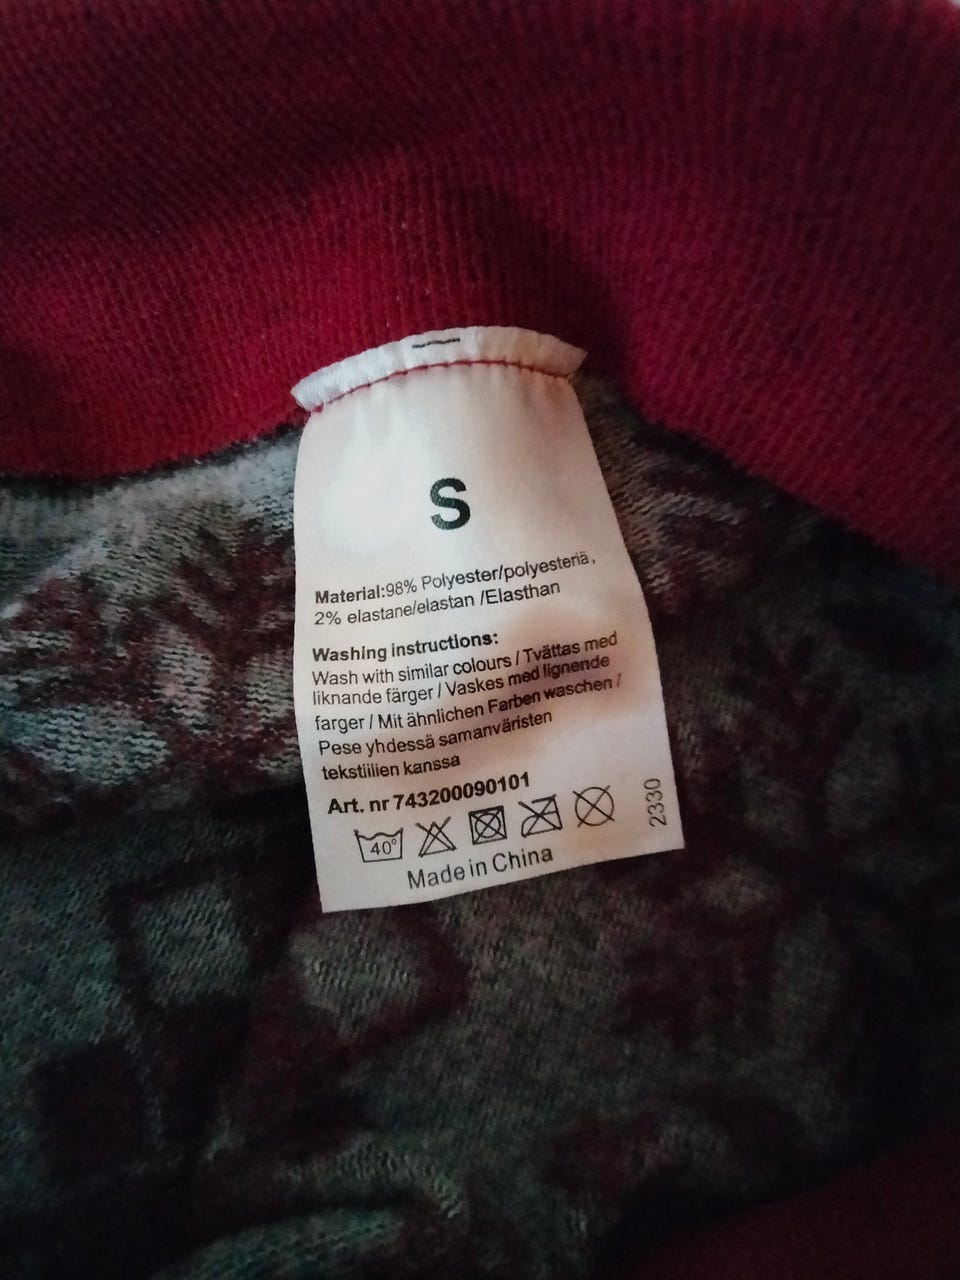 S
Material:98% Polyester/polyesteriä,
2% elastane/elastan /Elasthan
Washing instructions:
Wash with similar colours / Tvättas med
liknande färger / Vaskes med lignende
farger / Mit ähnlichen Farben waschen /
Pese yhdessä samanväristen
tekstiilien kanssa
Art. nr 743200090101
40°
2330
Made in China